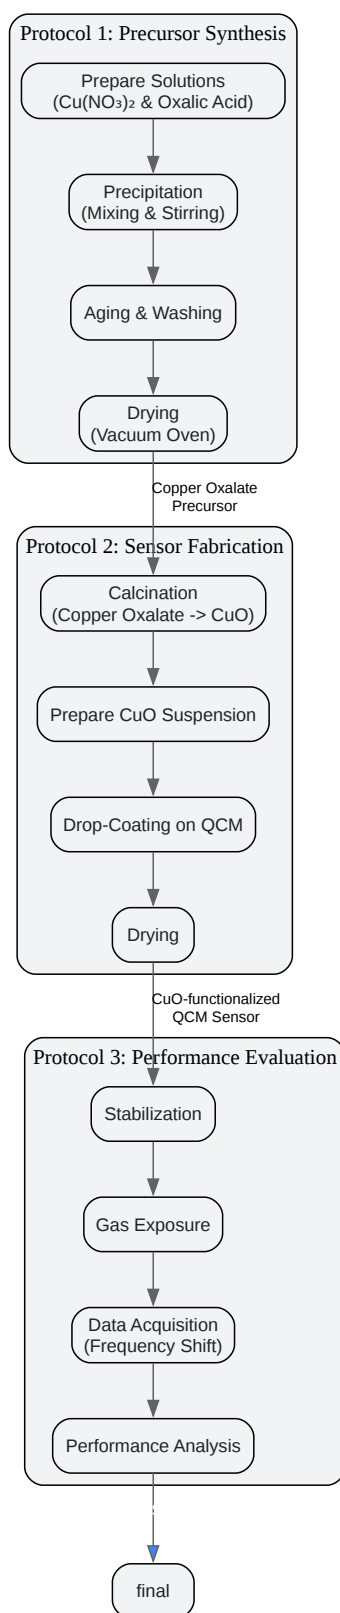 Protocol 1: Precursor Synthesis
Prepare Solutions
(Cu(NO₃)₂ & Oxalic Acid)
Precipitation
(Mixing & Stirring)
Aging & Washing
Drying
(Vacuum Oven)
Copper Oxalate
Precursor
Protocol 2: Sensor Fabrication
Calcination
(Copper Oxalate -> CuO)
Prepare CuO Suspension
Drop-Coating on QCM
Drying
CuO-functionalized
QCM Sensor
Protocol 3: Performance Evaluation
Stabilization
Gas Exposure
Data Acquisition
(Frequency Shift)
Performance Analysis
final